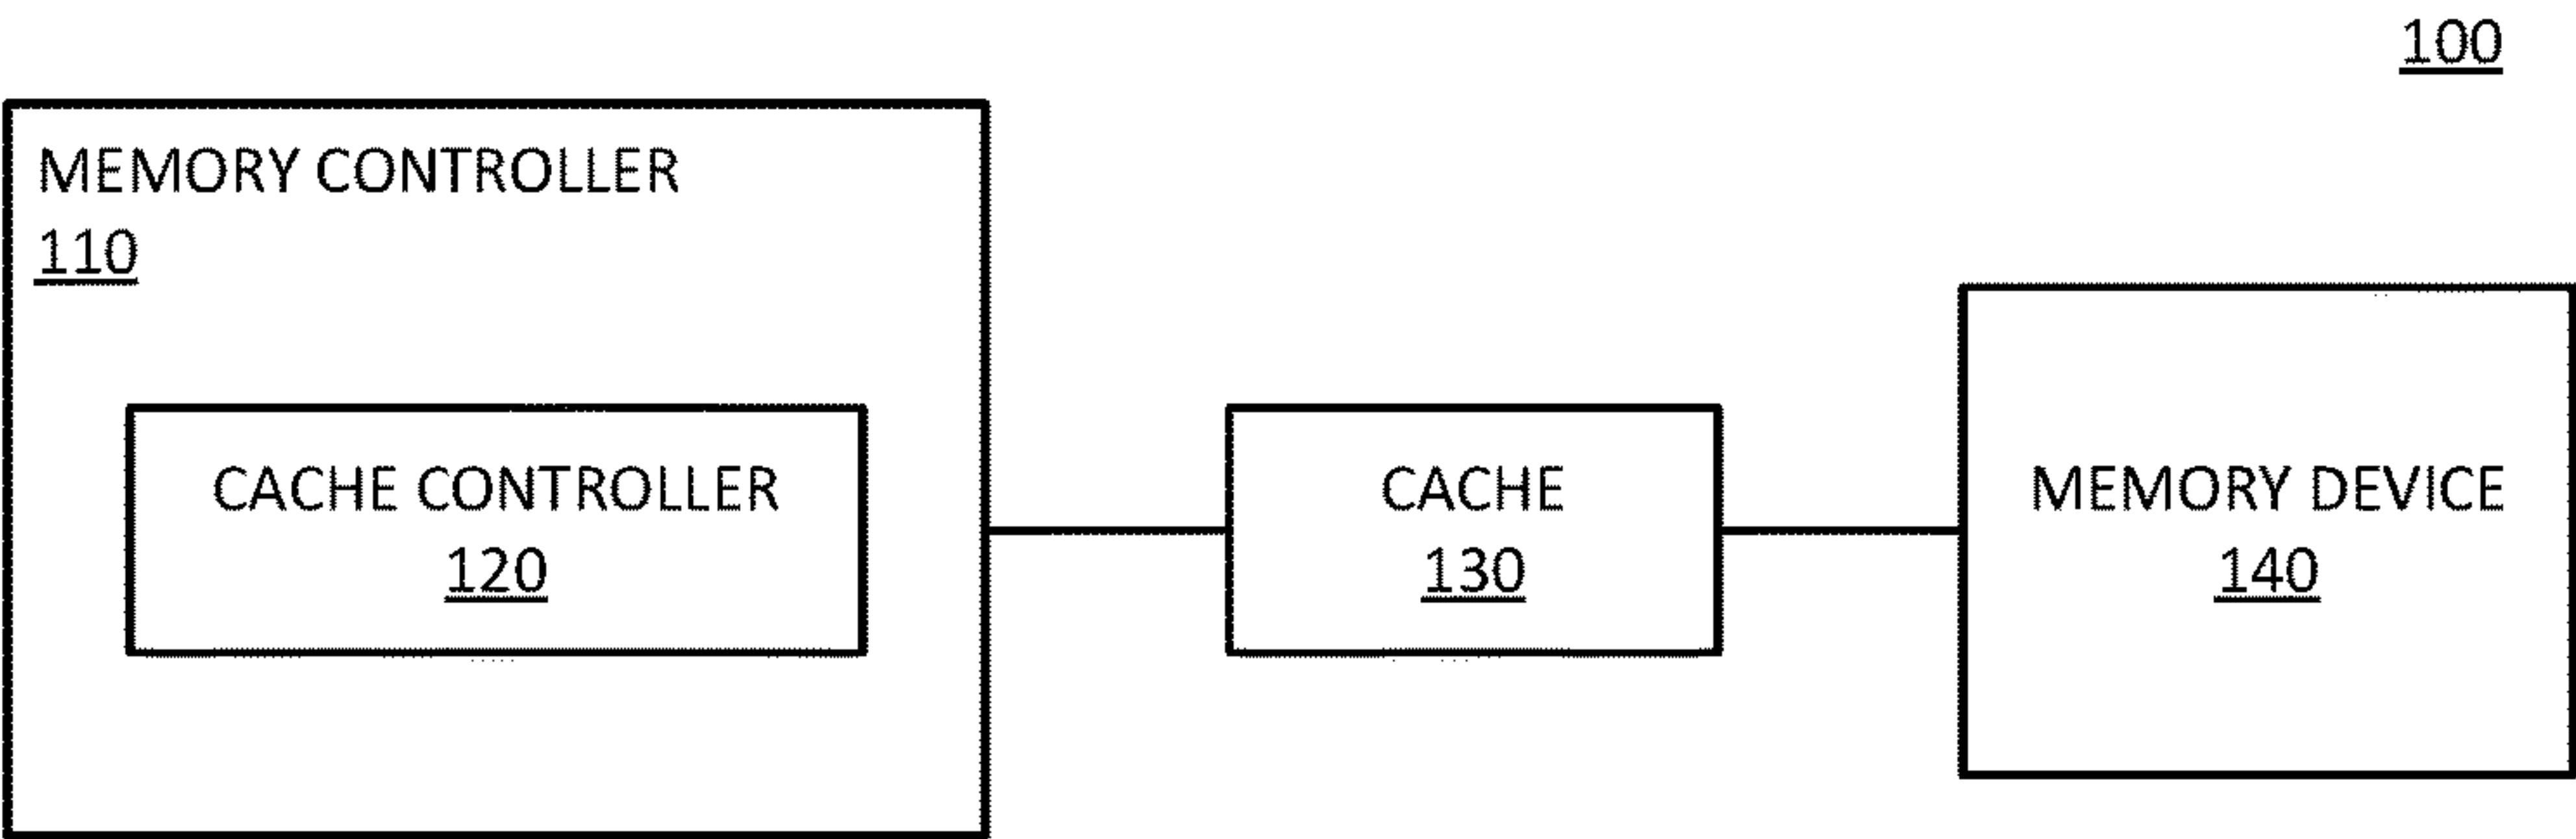 100
MEMORY CONTROLLER
110
CACHE CONTROLLER
120
CACHE
130
MEMORY DEVICE
140